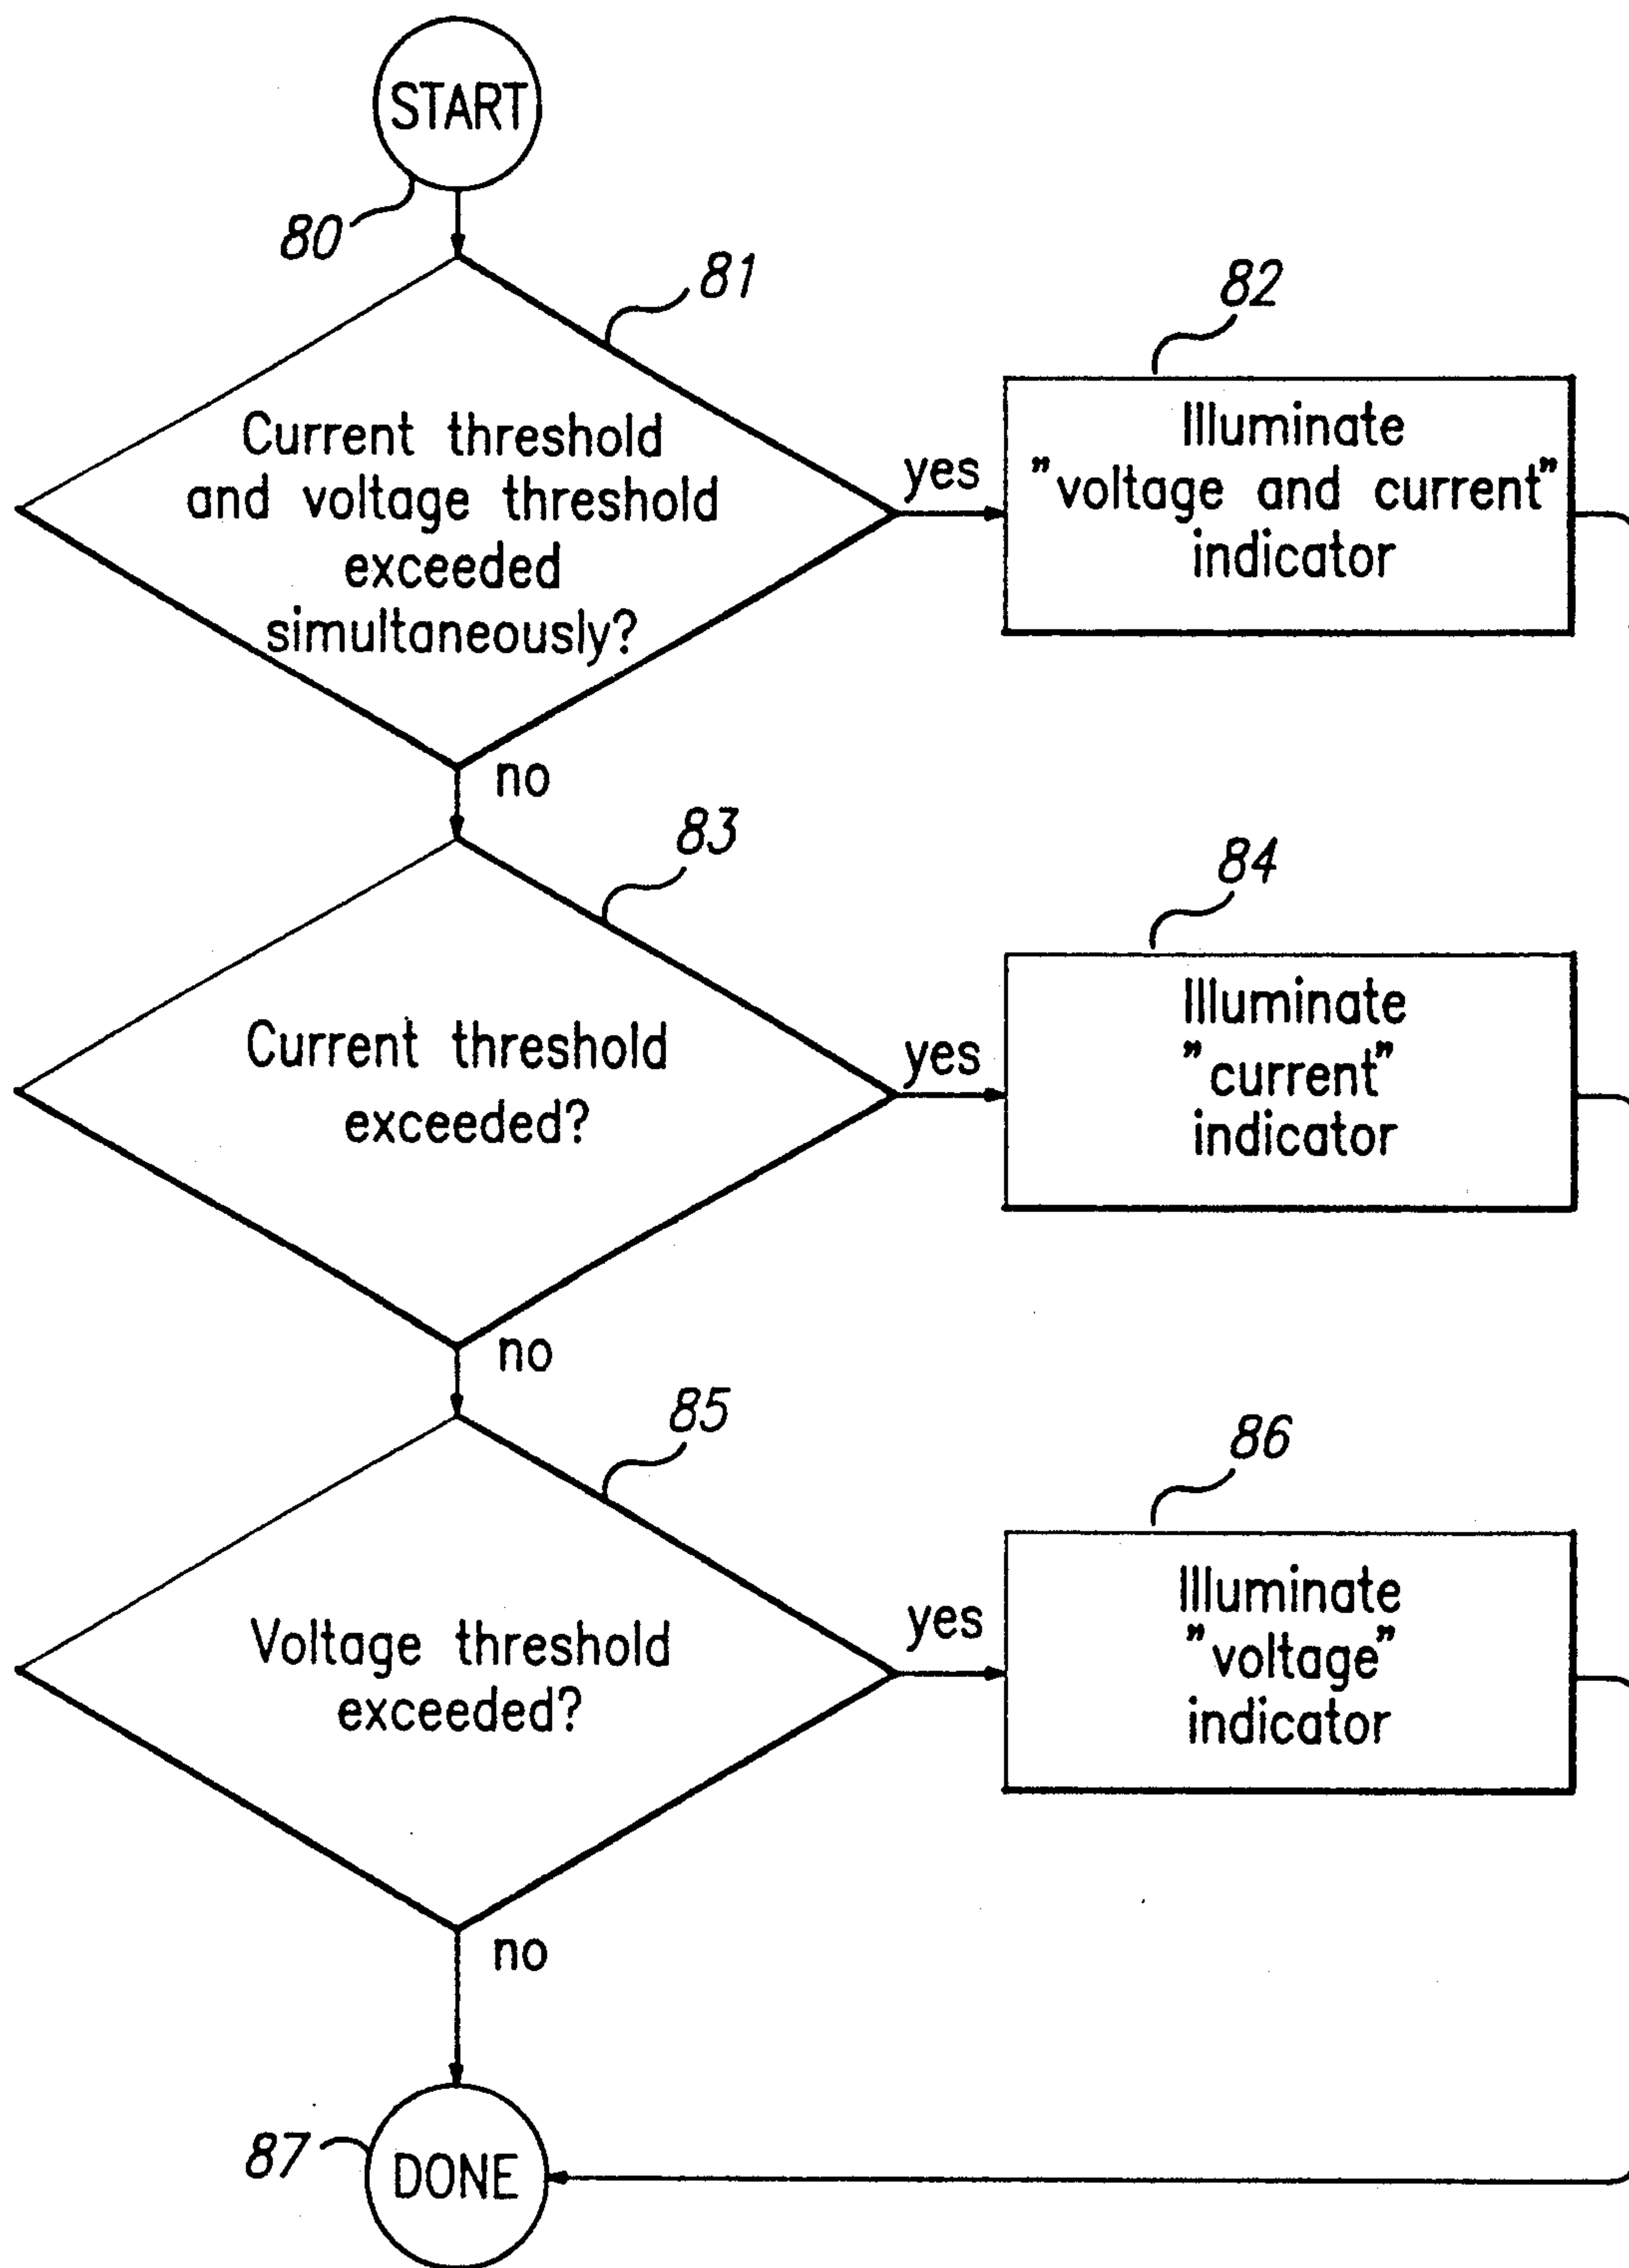 START
80
81
Current threshold
and voltage threshold
exceeded
simultaneously?
yes
82
Illuminate
”voltage and current”
indicator
no
83
Current threshold
exceeded?
yes
84
Illuminate
”current”
indicator
no
85
Voltage threshold
exceeded?
yes
86
Illuminate
”voltage”
indicator
no
87
DONE